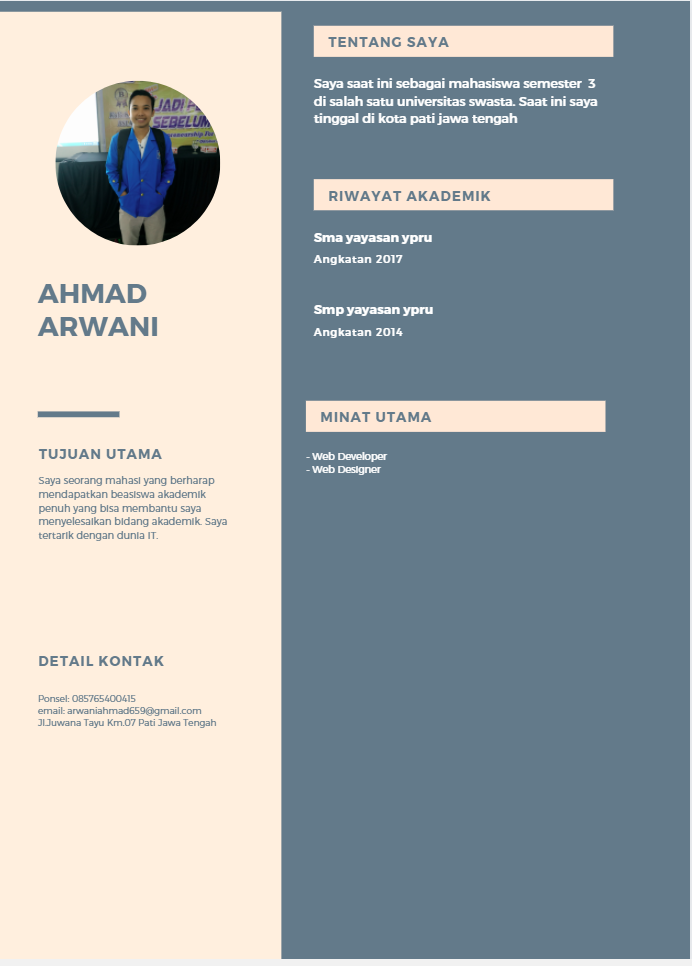 JADI P
SEBELUM
AHMAD
ARWANI
TUJUAN UTAMA
Saya seorang mahasi yang berharap
mendapatkan beasiswa akademik
penuh yang bisa membantu saya
menyelesaikan bidang akademik. Saya
tertarik dengan dunia IT.
DETAIL KONTAK
Ponsel: 085765400415
email: arwaniahmad659@gmail.com
Jl.Juwana Tayu Km.07 Pati Jawa Tengah
TENTANG SAYA
Saya saat ini sebagai mahasiswa semester 3
di salah satu universitas swasta. Saat ini saya
tinggal di kota pati jawa tengah
RIWAYAT AKADEMIK
Sma yayasan ypru
Angkatan 2017
Smp yayasan ypru
Angkatan 2014
MINAT UTAMA
- Web Developer
- Web Designer